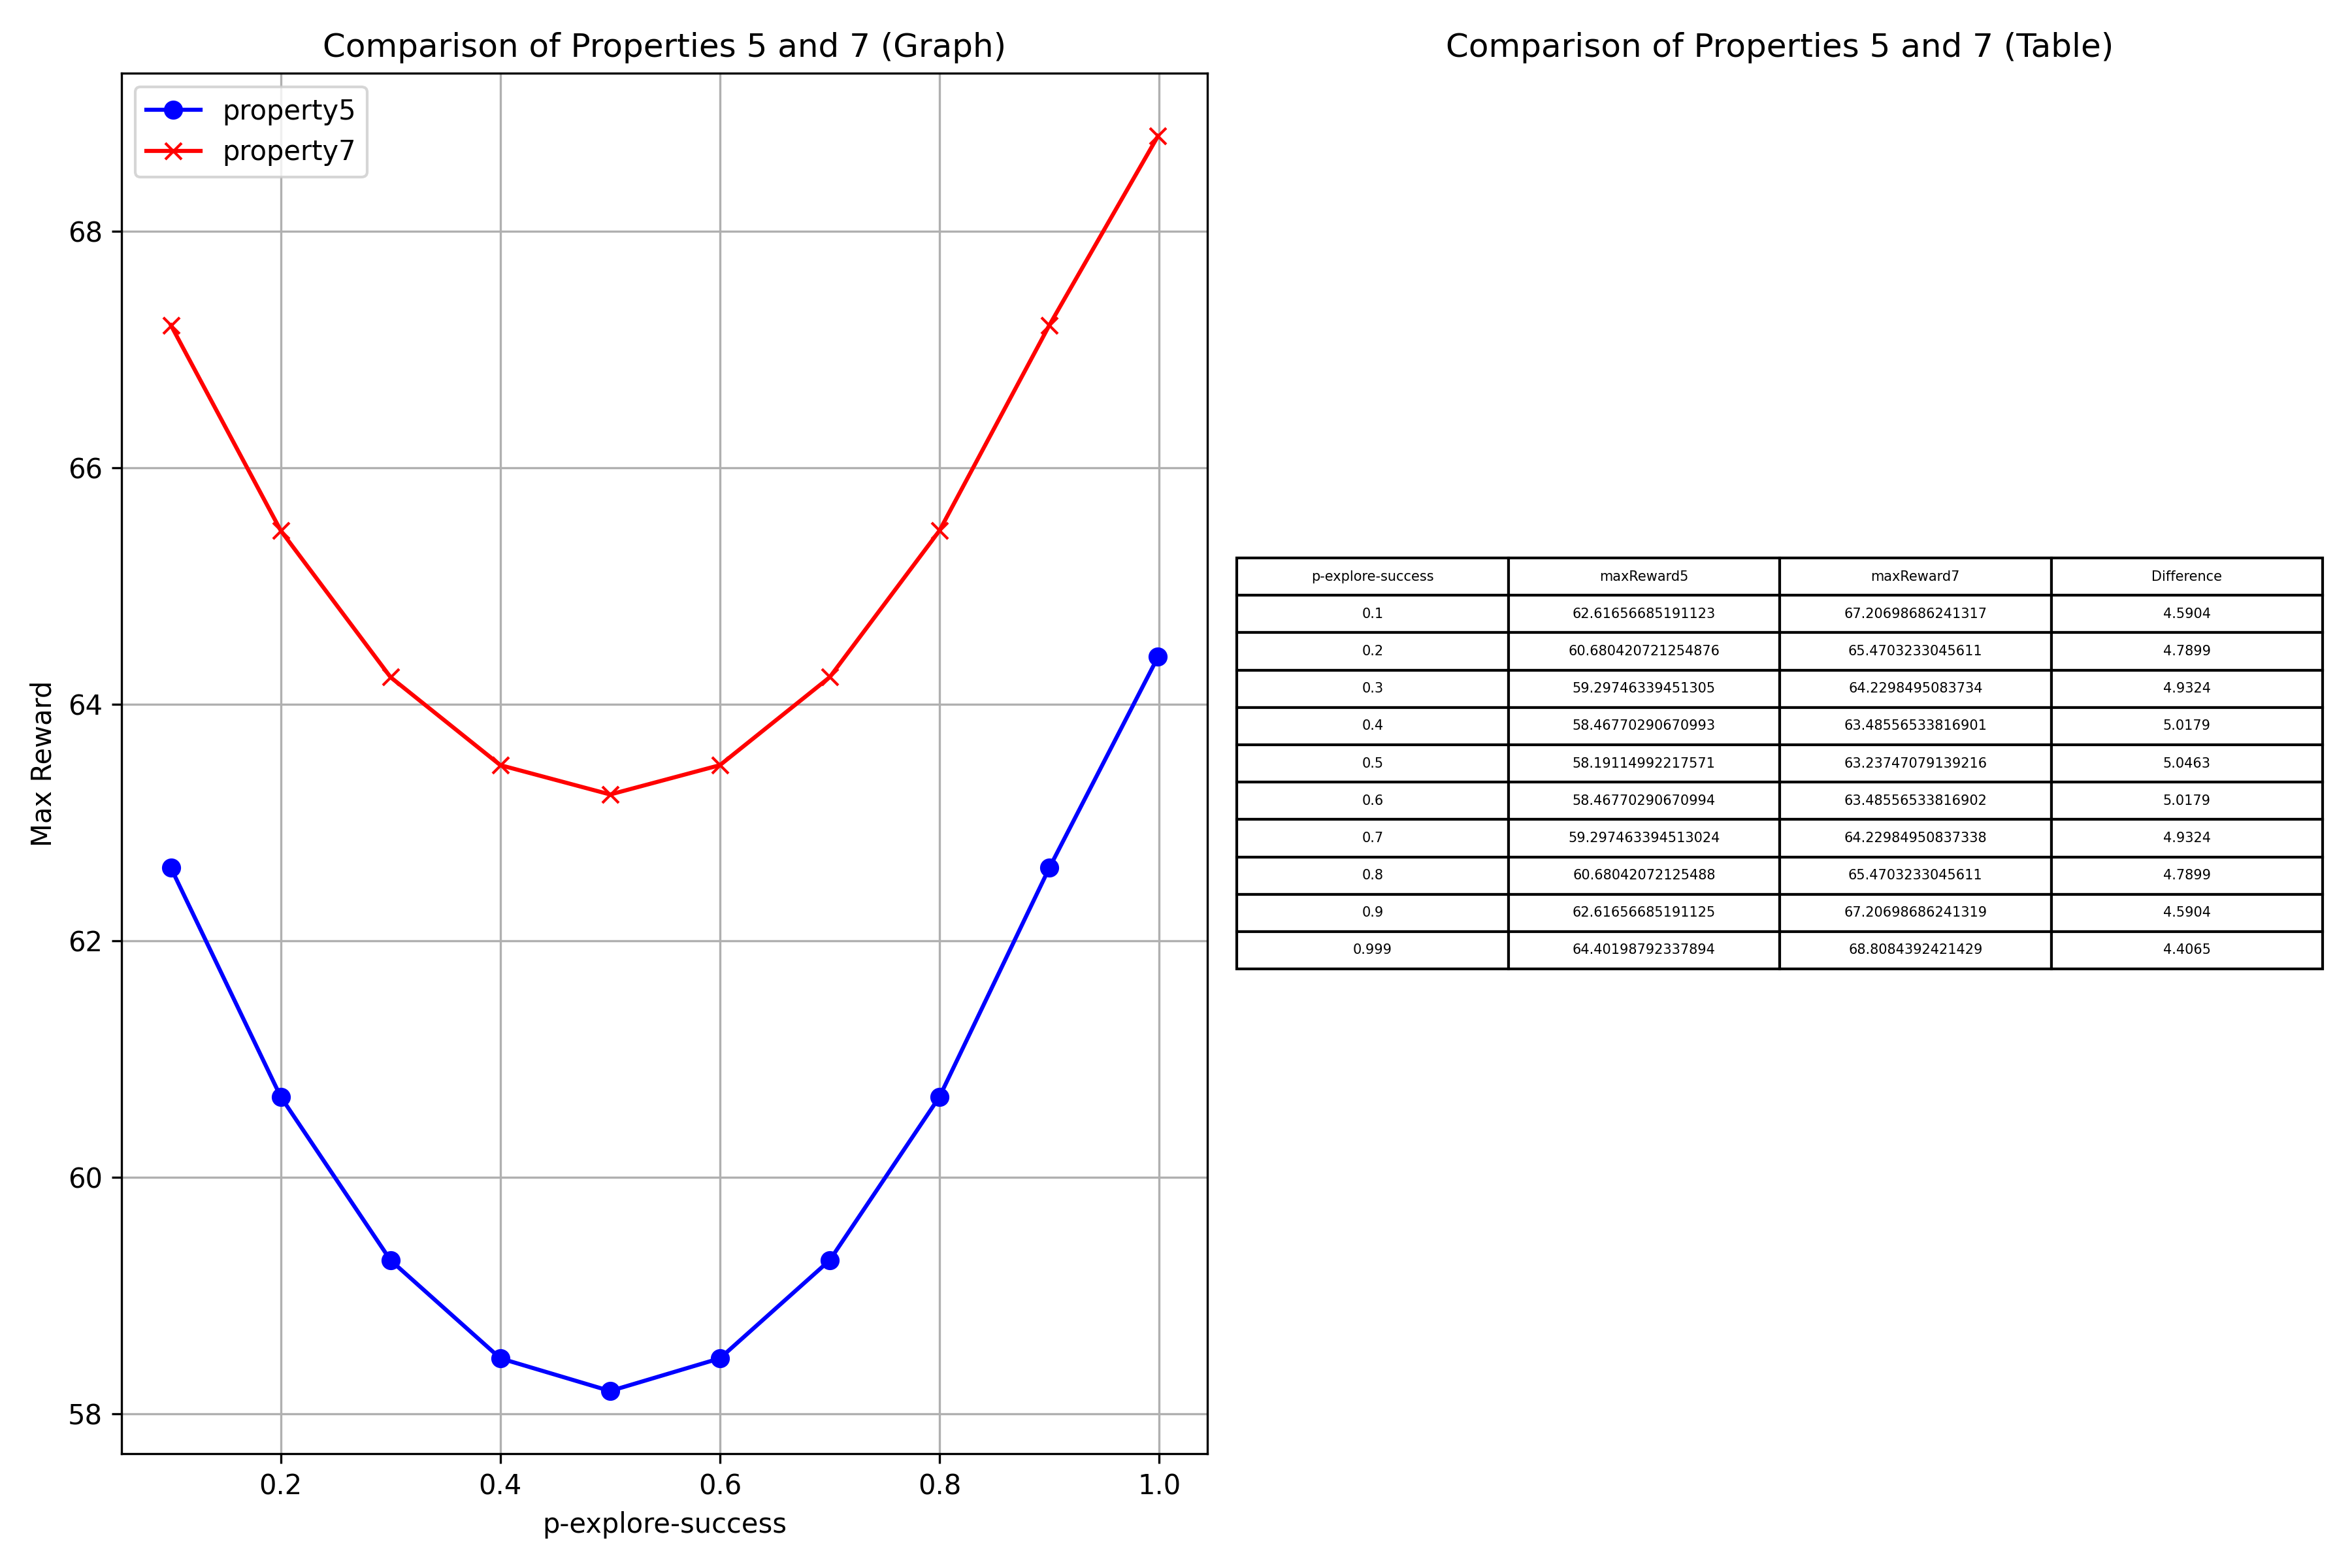 Comparison of Properties 5 and 7 (Graph)
property5
property7
68
66
64
62
60
58
Max Reward
0.2 0.4 0.6 0.8 1.0
p-explore-success
Comparison of Properties 5 and 7 (Table)
p-explore-success maxReward5 maxReward7 Difference
0.1 62.61656685191123 67.20698686241317 4.5904
0.2 60.680420721254876 65.4703233045611 4.7899
0.3 59.29746339451305 64.2298495083734 4.9324
0.4 58.46770290670993 63.48556533816901 5.0179
0.5 58.19114992217571 63.23747079139216 5.0463
0.6 58.46770290670994 63.48556533816902 5.0179
0.7 59.297463394513024 64.22984950837338 4.9324
0.8 60.68042072125488 65.4703233045611 4.7899
0.9 62.61656685191125 67.20698686241319 4.5904
0.999 64.40198792337894 68.8084392421429 4.4065